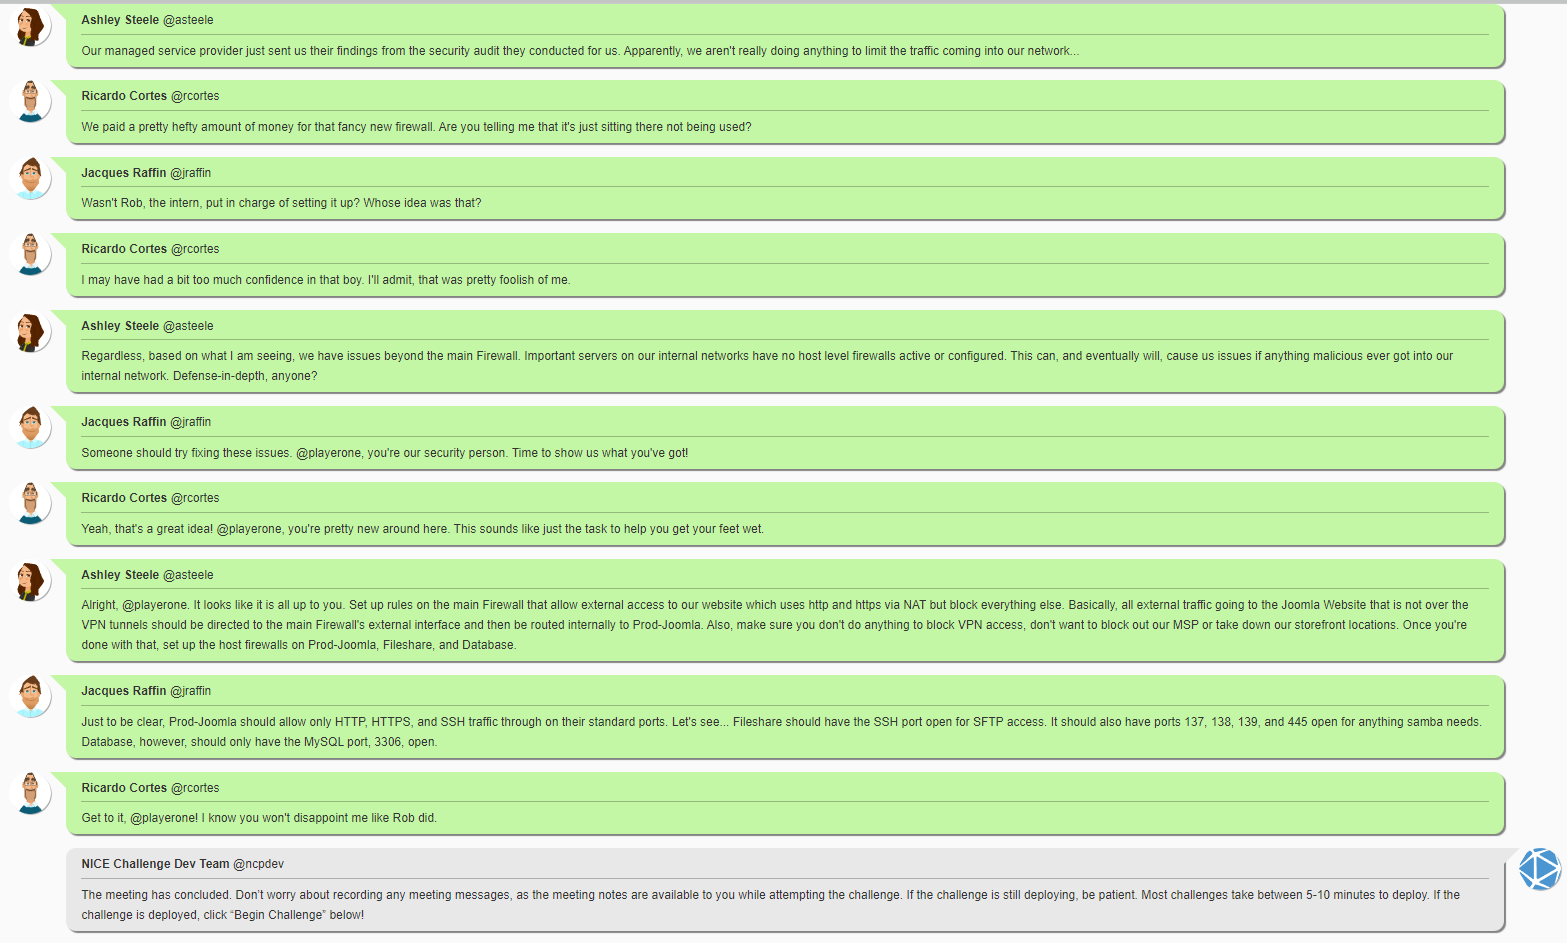 Ashley Steele @asteele
Our managed service provider just sent us their findings from the security audit they conducted for us. Apparently, we aren't really doing anything to limit the traffic coming into our network...
Ricardo Cortes @rcortes
We paid a pretty hefty amount of money for that fancy new firewall. Are you telling me that it's just sitting there not being used?
Jacques Raffin @jraffin
Wasn't Rob, the intern, put in charge of setting it up? Whose idea was that?
Ricardo Cortes @rcortes
I may have had a bit too much confidence in that boy. I'll admit, that was pretty foolish of me.
Ashley Steele @asteele
Regardless, based on what I am seeing, we have issues beyond the main Firewall. Important servers on our internal networks have no host level firewalls active or configured. This can, and eventually will, cause us issues if anything malicious ever got into our
internal network. Defense-in-depth, anyone?
Jacques Raffin @jraffin
Someone should try fixing these issues. @playerone, you're our security person. Time to show us what you've got!
Ricardo Cortes @rcortes
Yeah, that's a great idea! @playerone, you're pretty new around here. This sounds like just the task to help you get your feet wet.
Ashley Steele @asteele
Alright, @playerone. It looks like it is all up to you. Set up rules on the main Firewall that allow external access to our website which uses http and https via NAT but block everything else. Basically, all external traffic going to the Joomla Website that is not over the
VPN tunnels should be directed to the main Firewall's external interface and then be routed internally to Prod-Joomla. Also, make sure you don't do anything to block VPN access, don't want to block out our MSP or take down our storefront locations. Once you're
done with that, set up the host firewalls on Prod-Joomla, Fileshare, and Database.
Jacques Raffin @jraffin
Just to be clear, Prod-Joomla should allow only HTTP, HTTPS, and SSH traffic through on their standard ports. Let's see... Fileshare should have the SSH port open for SFTP access. It should also have ports 137, 138, 139, and 445 open for anything samba needs.
Database, however, should only have the MySQL port, 3306, open.
Ricardo Cortes @rcortes
Get to it, @playerone! I know you won't disappoint me like Rob did.
NICE Challenge Dev Team @ncpdev
The meeting has concluded. Don’t worry about recording any meeting messages, as the meeting notes are available to you while attempting the challenge. If the challenge is still deploying, be patient. Most challenges take between 5-10 minutes to deploy. If the
challenge is deployed, click “Begin Challenge” below!